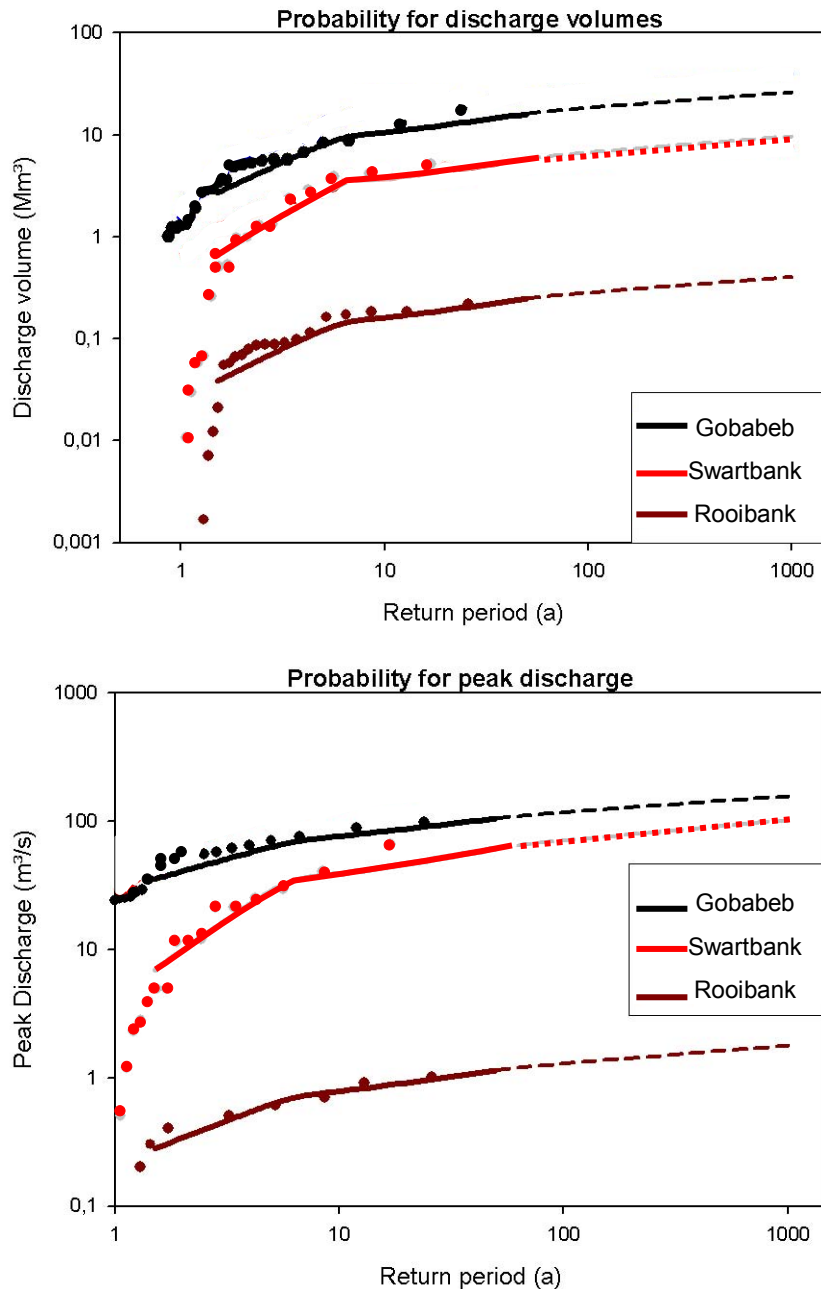 Probability for discharge volumes
100
10
1
0,1
0,01
0,001
Discharge volume (Mm³)
Gobabeb
Swartbank
Rooibank
1 10 100 1000
Return period (a)
Probability for peak discharge
1000
100
10
1
0,1
Peak Discharge (m³/s)
Gobabeb
Swartbank
Rooibank
1 10 100 1000
Return period (a)